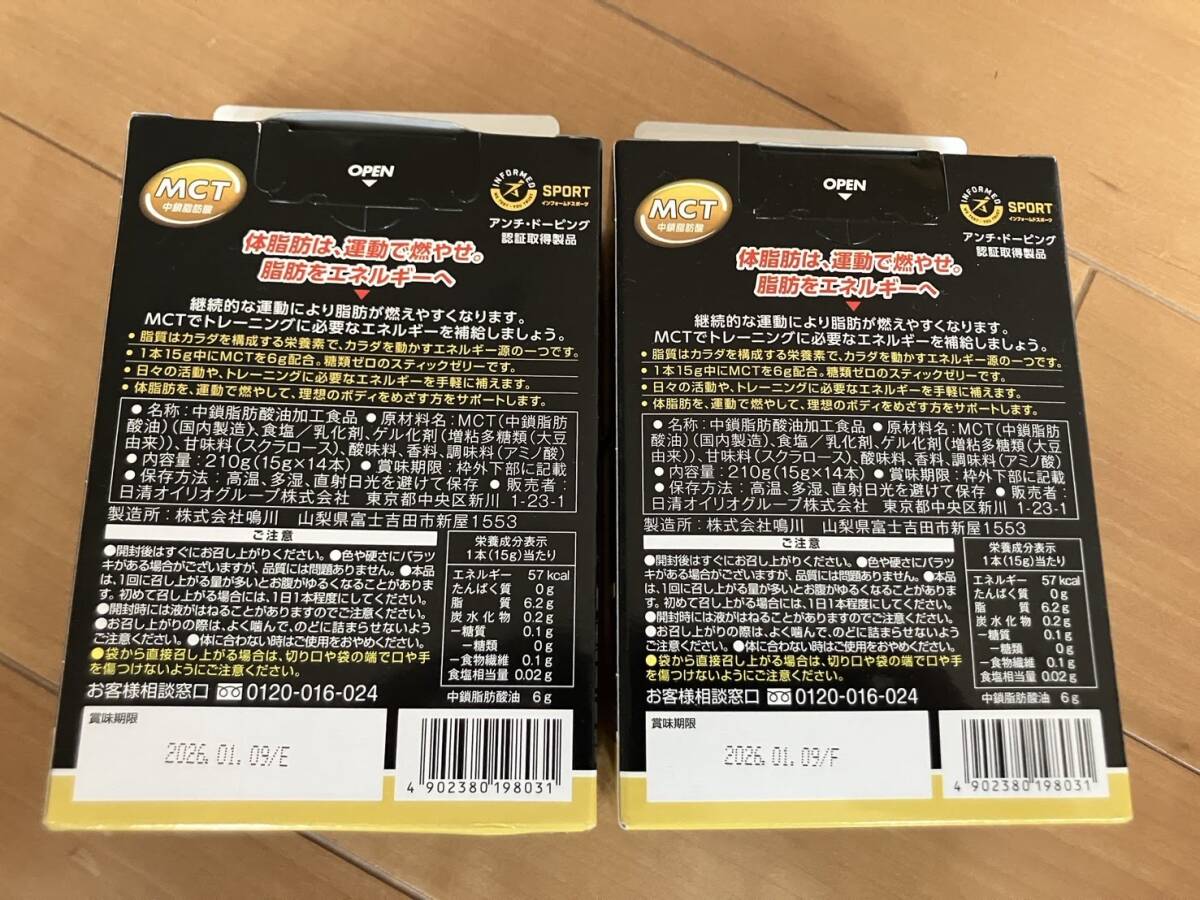 OPEN
MCT
中鎖脂肪酸
INFORMED
WE TEST · YOU TRUST
SPORT
インフォームドスポーツ
アンチ・ドーピング
認証取得製品
体脂肪は、運動で燃やせ。
脂肪をエネルギーへ
継続的な運動により脂肪が燃えやすくなります。
MCTでトレーニングに必要なエネルギーを補給しましょう。
・脂質はカラダを構成する栄養素で、カラダを動かすエネルギー源の一つです。
・1本15g中にMCTを6g配合。糖類ゼロのスティックゼリーです。
・日々の活動や、トレーニングに必要なエネルギーを手軽に補えます。
・体脂肪を、運動で燃やして、理想のボディをめざす方をサポートします。
●名称:中鎖脂肪酸油加工食品 ●原材料名:MCT(中鎖脂肪
酸油)(国内製造)、食塩/乳化剤、ゲル化剤(増粘多糖類(大豆
由来))、甘味料(スクラロース)、酸味料、香料、調味料(アミノ酸)
●内容量:210g(15g×14本) ●賞味期限:枠外下部に記載
●保存方法:高温、多湿、直射日光を避けて保存 ●販売者:
日清オイリオグループ株式会社 東京都中央区新川 1-23-1
製造所:株式会社鳴川 山梨県富士吉田市新屋1553
ご注意
●開封後はすぐにお召し上がりください。●色や硬さにバラツ
キがある場合がございますが、品質には問題ありません。●本品
は、1回に召し上がる量が多いとお腹がゆるくなることがありま
す。初めて召し上がる場合には、1日1本程度にしてください。
●開封時には液がはねることがありますのでご注意ください。
●お召し上がりの際は、よく噛んで、のどに詰まらせないよう
ご注意ください。●体に合わない時はご使用をおやめください。
●袋から直接召し上がる場合は、切り口や袋の端で口や手
を傷つけないようにご注意ください。
お客様相談窓口 0120-016-024
栄養成分表示
1本(15g)当たり
エネルギー 57kcal
たんぱく質 0g
脂質 6.2g
炭水化物 0.2g
-糖質 0.1g
-糖類 0g
-食物繊維 0.1g
食塩相当量 0.02g
中鎖脂肪酸油 6g
賞味期限
2026.01.09/E
4 902380 198031
OPEN
MCT
中鎖脂肪酸
INFORMED
WE TEST · YOU TRUST
SPORT
インフォームドスポーツ
アンチ・ドーピング
認証取得製品
体脂肪は、運動で燃やせ。
脂肪をエネルギーへ
継続的な運動により脂肪が燃えやすくなります。
MCTでトレーニングに必要なエネルギーを補給しましょう。
・脂質はカラダを構成する栄養素で、カラダを動かすエネルギー源の一つです。
・1本15g中にMCTを6g配合。糖類ゼロのスティックゼリーです。
・日々の活動や、トレーニングに必要なエネルギーを手軽に補えます。
・体脂肪を、運動で燃やして、理想のボディをめざす方をサポートします。
●名称:中鎖脂肪酸油加工食品 ●原材料名:MCT(中鎖脂肪
酸油)(国内製造)、食塩/乳化剤、ゲル化剤(増粘多糖類(大豆
由来))、甘味料(スクラロース)、酸味料、香料、調味料(アミノ酸)
●内容量:210g(15g×14本) ●賞味期限:枠外下部に記載
●保存方法:高温、多湿、直射日光を避けて保存 ●販売者:
日清オイリオグループ株式会社 東京都中央区新川 1-23-1
製造所:株式会社鳴川 山梨県富士吉田市新屋1553
ご注意
●開封後はすぐにお召し上がりください。●色や硬さにバラツ
キがある場合がございますが、品質には問題ありません。●本品
は、1回に召し上がる量が多いとお腹がゆるくなることがありま
す。初めて召し上がる場合には、1日1本程度にしてください。
●開封時には液がはねることがありますのでご注意ください。
●お召し上がりの際は、よく噛んで、のどに詰まらせないよう
ご注意ください。●体に合わない時はご使用をおやめください。
●袋から直接召し上がる場合は、切り口や袋の端で口や手
を傷つけないようにご注意ください。
お客様相談窓口 0120-016-024
栄養成分表示
1本(15g)当たり
エネルギー 57kcal
たんぱく質 0g
脂質 6.2g
炭水化物 0.2g
-糖質 0.1g
-糖類 0g
-食物繊維 0.1g
食塩相当量 0.02g
中鎖脂肪酸油 6g
賞味期限
2026.01.09/F
4 902380 198031